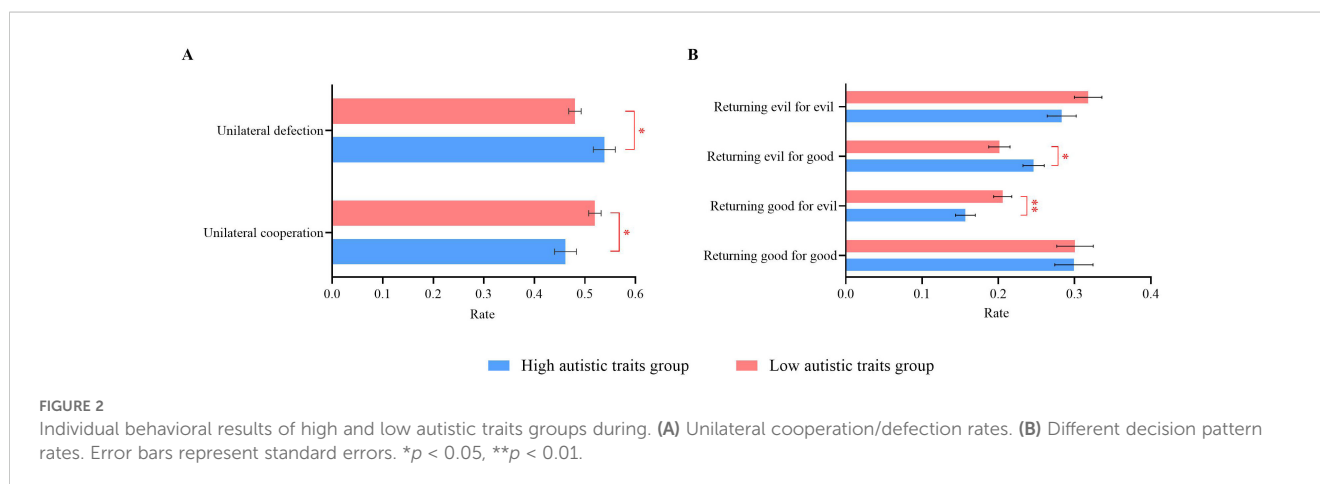 A
Unilateral defection
*
Unilateral cooperation
*
0.0 0.1 0.2 0.3 0.4 0.5 0.6
Rate
B
Returning evil for evil
Returning evil for good
*
Returning good for evil
**
Returning good for good
0.0 0.1 0.2 0.3 0.4
Rate
High autistic traits group Low autistic traits group
FIGURE 2
Individual behavioral results of high and low autistic traits groups during. (A) Unilateral cooperation/defection rates. (B) Different decision pattern
rates. Error bars represent standard errors. *p < 0.05, **p < 0.01.